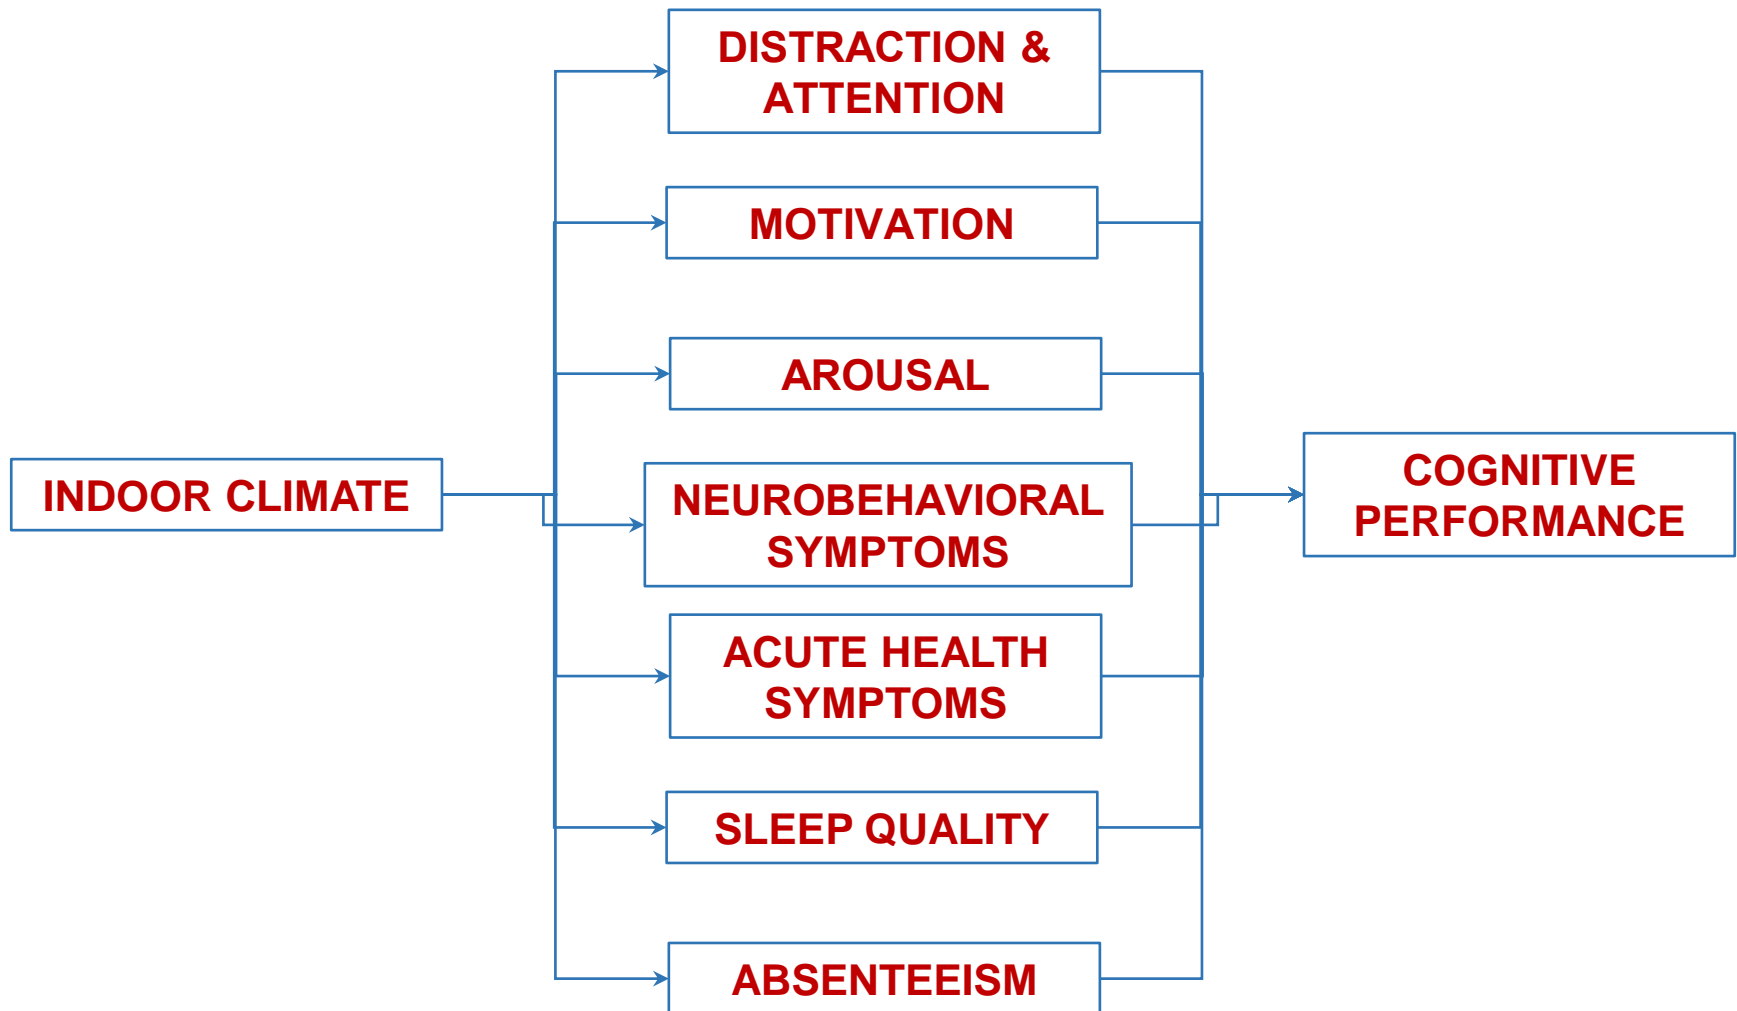 DISTRACTION &
ATTENTION
MOTIVATION
AROUSAL
INDOOR CLIMATE
NEUROBEHAVIORAL
SYMPTOMS
COGNITIVE
PERFORMANCE
ACUTE HEALTH
SYMPTOMS
SLEEP QUALITY
ABSENTEEISM